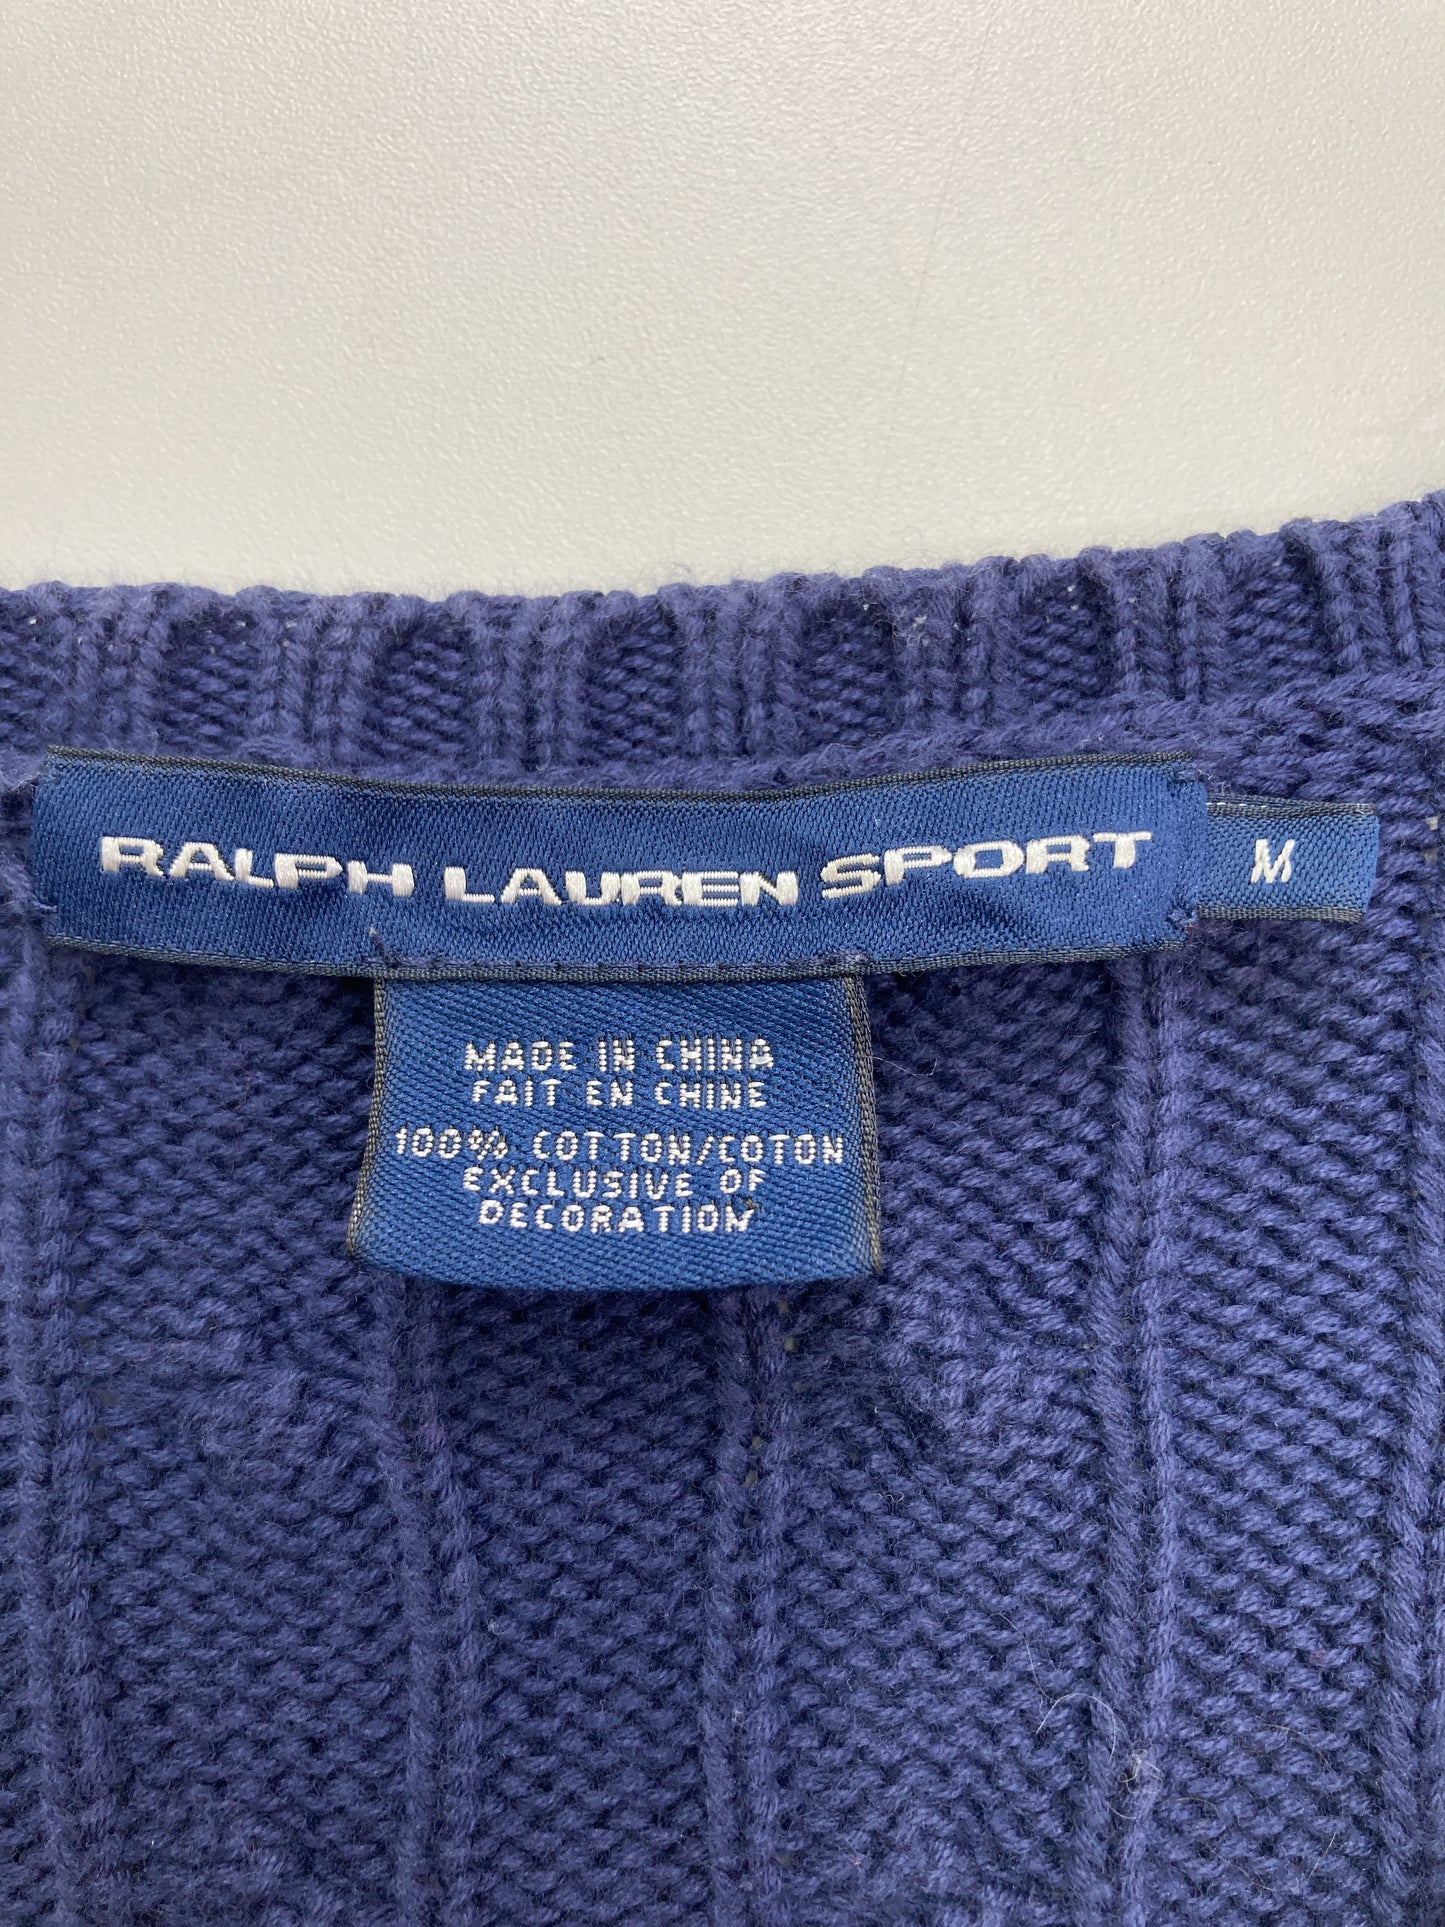 RALPH LAUREN SPORT
M
MADE IN CHINA
FAIT EN CHINE
100% COTTON/COTON
EXCLUSIVE OF
DECORATION